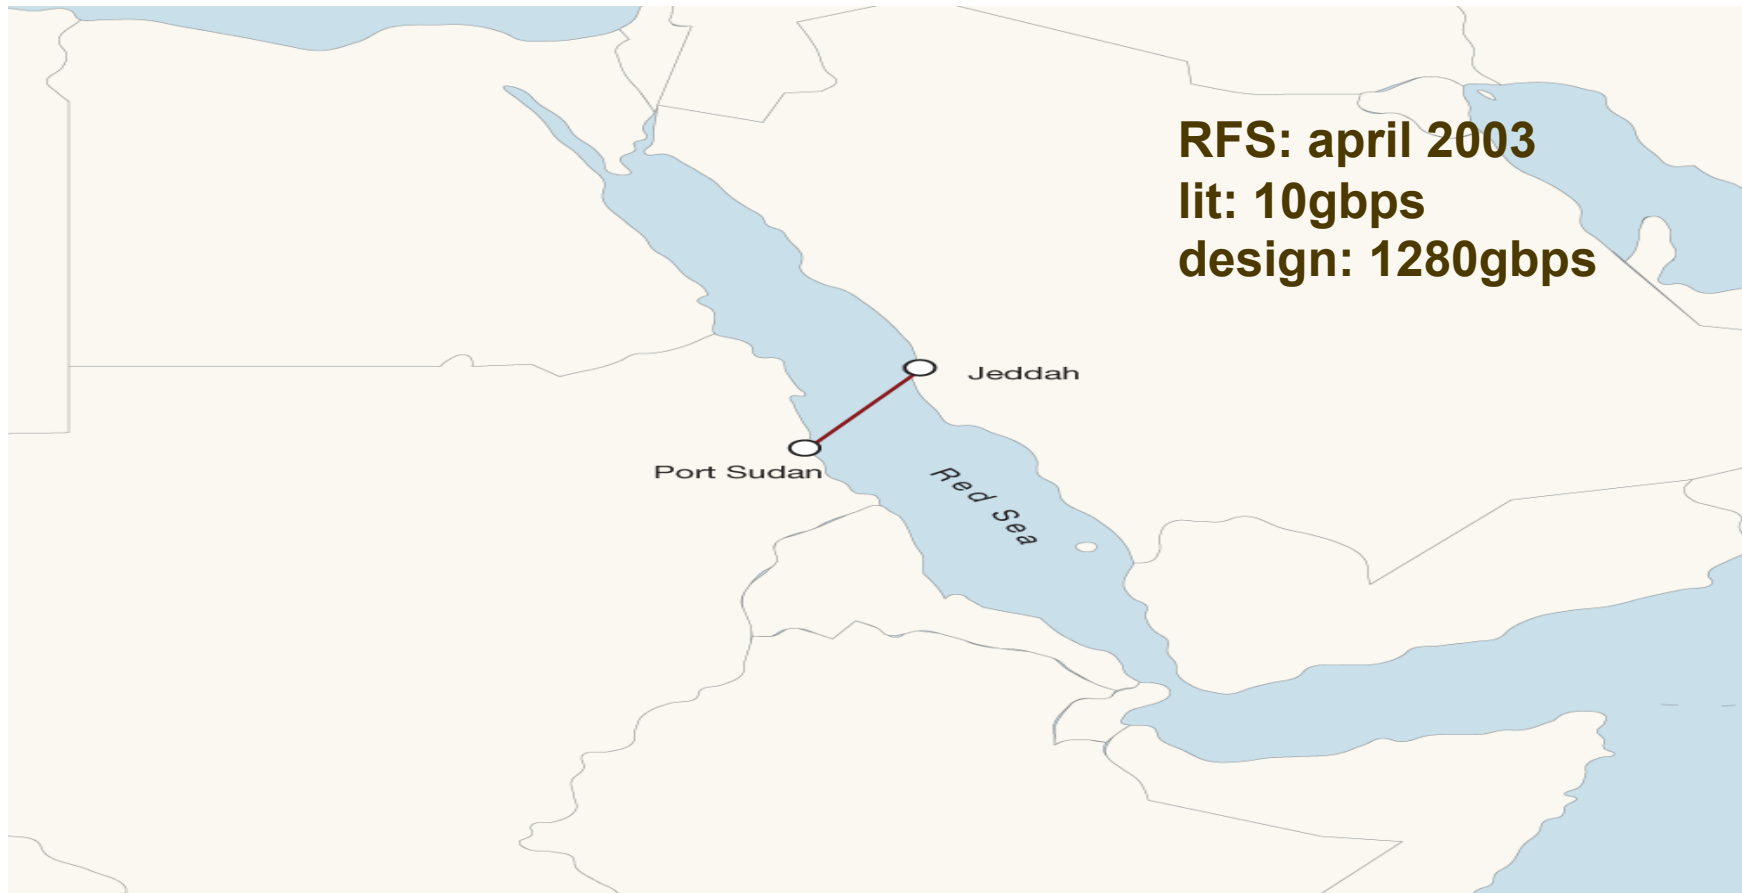 RFS: april 2003
lit: 10gbps
design: 1280gbps
Jeddah
Port Sudan
Red Sea